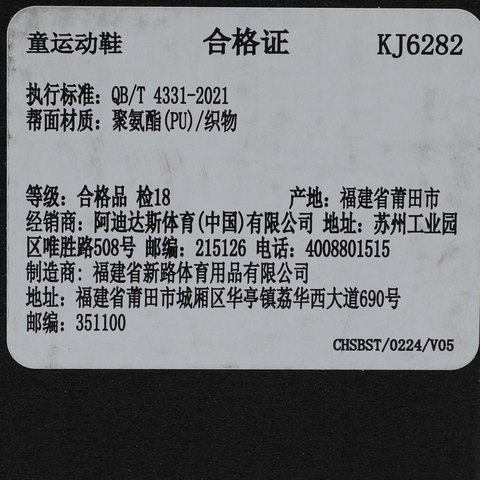 童运动鞋 合格证 KJ6282
执行标准: QB/T 4331-2021
帮面材质: 聚氨酯(PU)/织物
等级: 合格品 检18 产地: 福建省莆田市
经销商: 阿迪达斯体育(中国)有限公司 地址: 苏州工业园
区唯胜路508号 邮编: 215126 电话: 4008801515
制造商: 福建省新路体育用品有限公司
地址: 福建省莆田市城厢区华亭镇荔华西大道690号
邮编: 351100
CHSBST/0224/V05